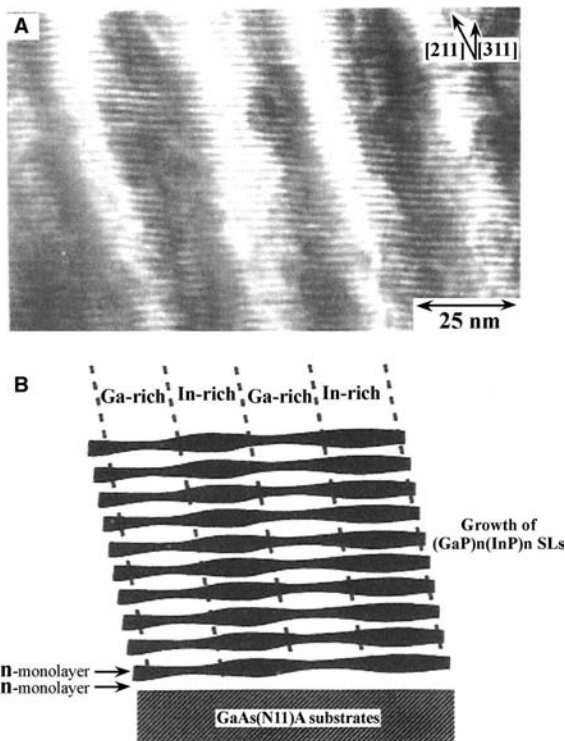 A
[211] [311]
25 nm
B
Ga-rich In-rich Ga-rich In-rich
Growth of
(GaP)n(InP)n SLs
n-monolayer
n-monolayer
GaAs(N11)A substrates